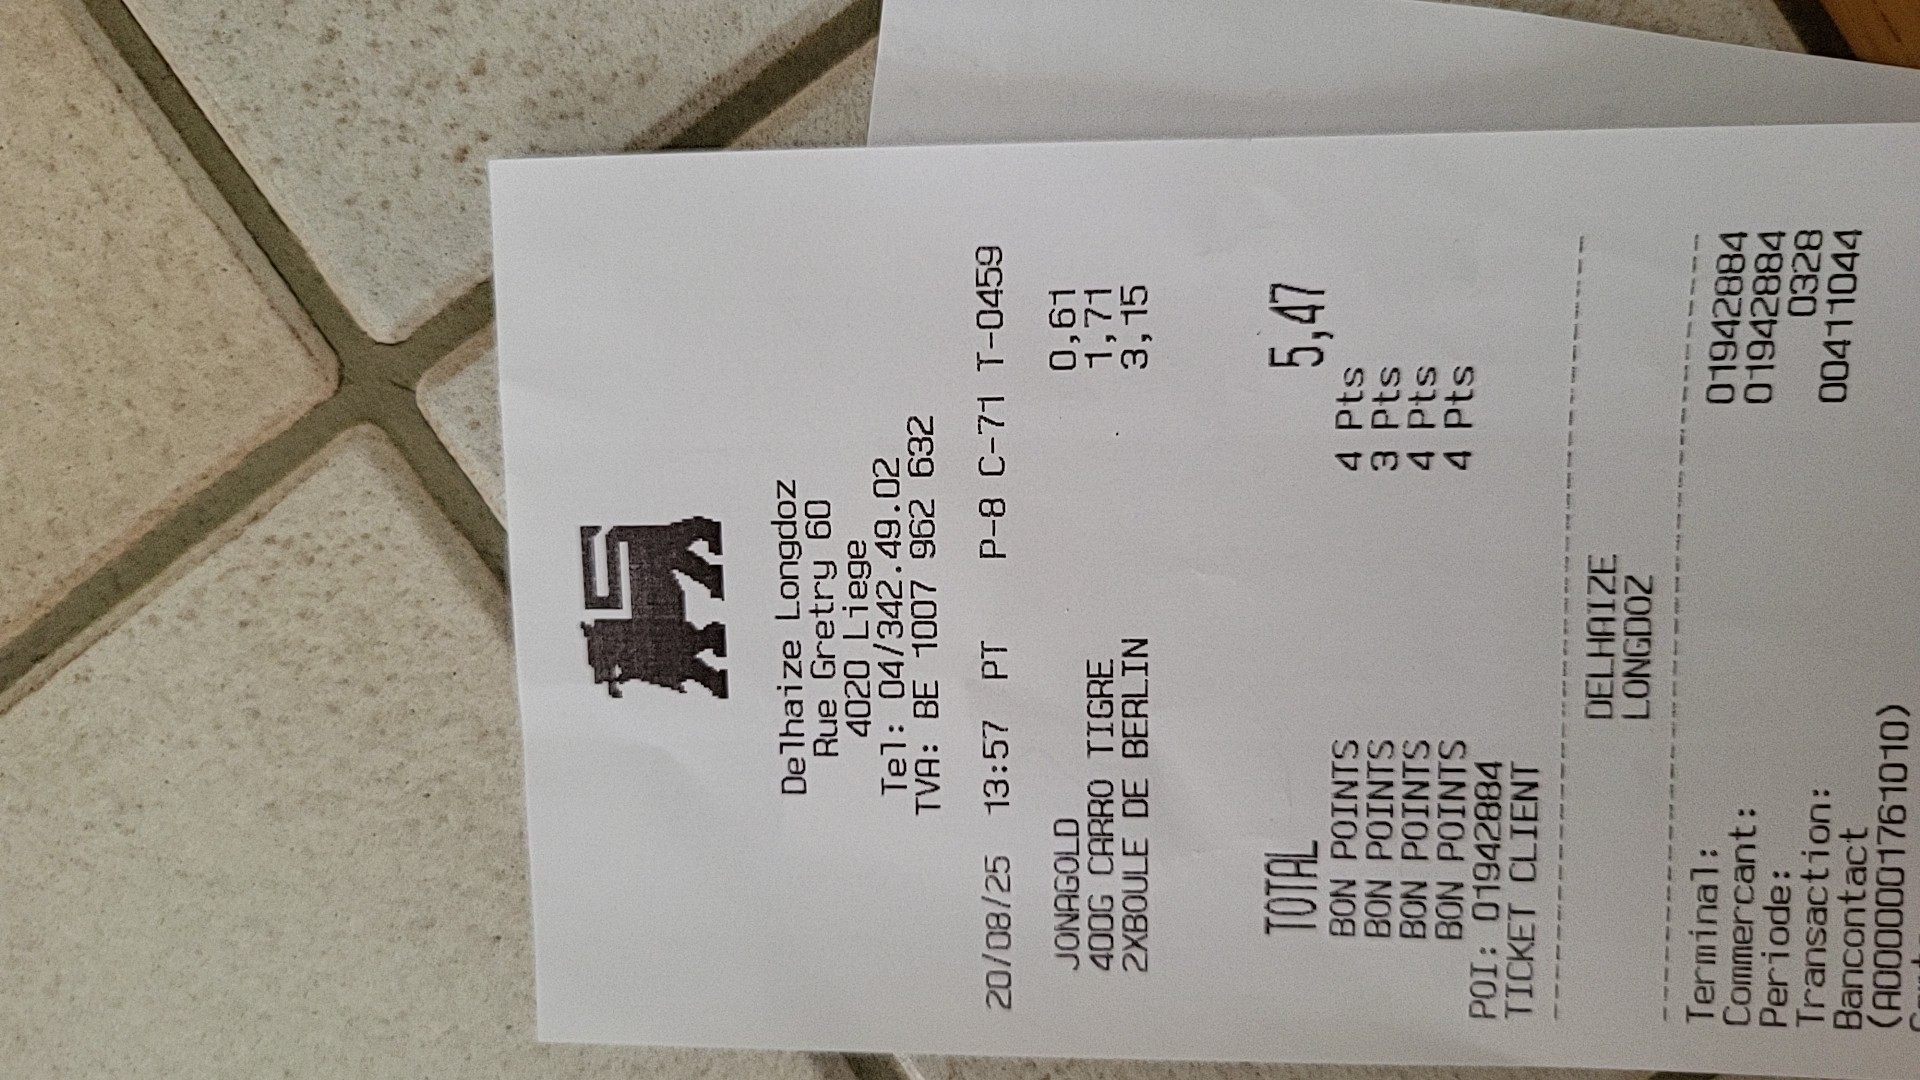 Delhaize Longdoz
Rue Gretry 60
4020 Liege
Tel: 04/342.49.02
TVA: BE 1007 962 632
20/08/25 13:57 PT P-8 C-71 T-0459
JONAGOLD 0,61
400G CARRO TIGRE 1,71
2XBOULE DE BERLIN 3,15
TOTAL 5,47
BON POINTS 4 Pts
BON POINTS 3 Pts
BON POINTS 4 Pts
BON POINTS 4 Pts
POI: 01942884
TICKET CLIENT
DELHAIZE
LONGDOZ
Terminal: 01942884
Commercant: 01942884
Periode: 0328
Transaction: 00411044
Bancontact
(A0000001761010)